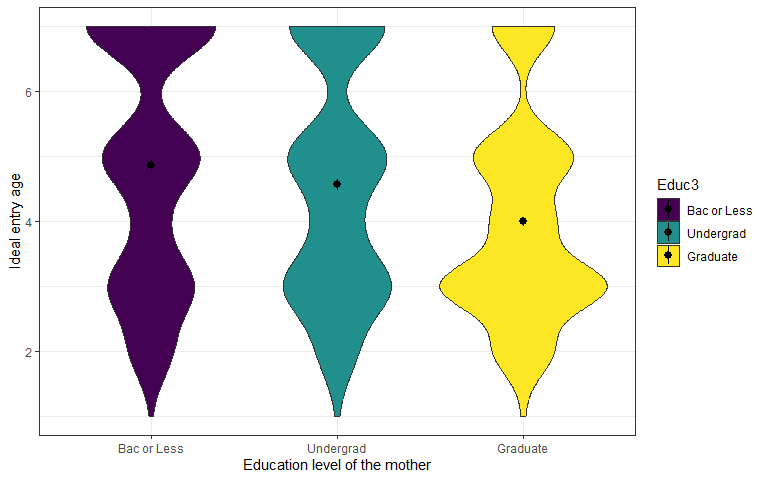 Ideal entry age
6
4
2
Bac or Less Undergrad Graduate
Education level of the mother
Educ3
Bac or Less
Undergrad
Graduate